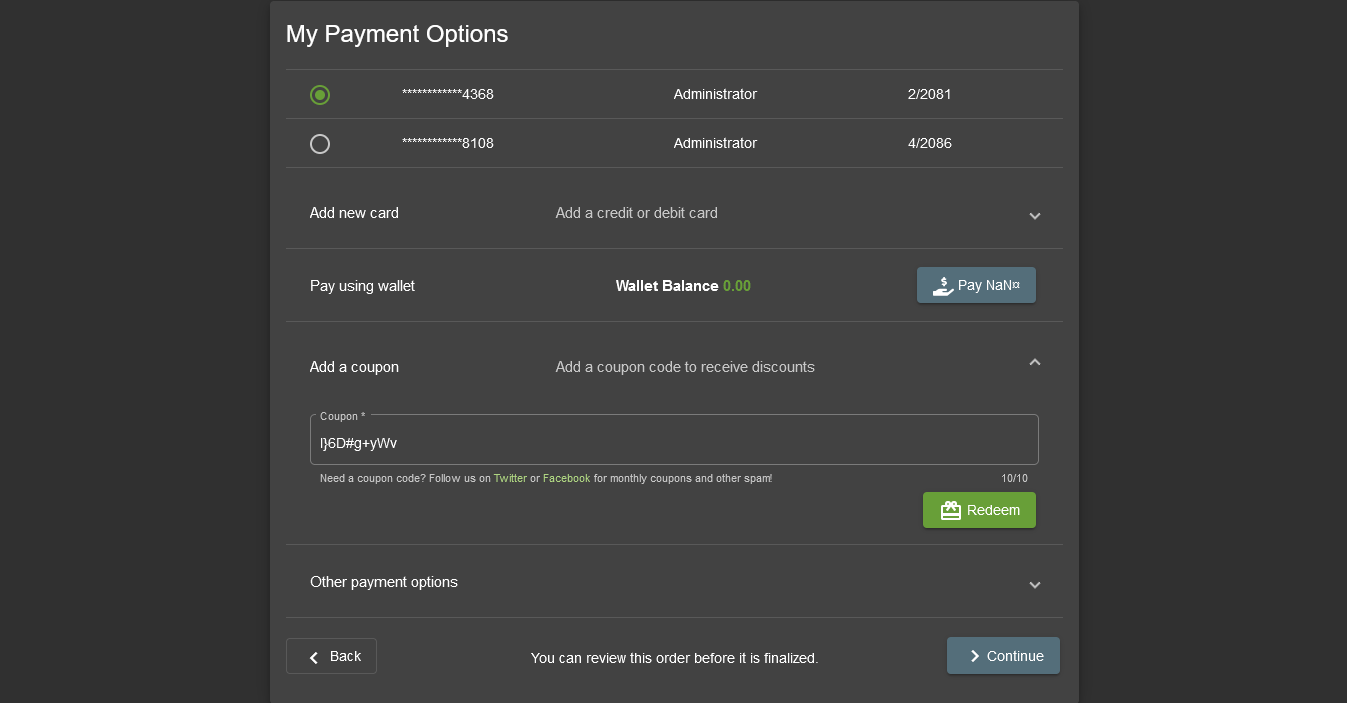 My Payment Options
************4368 Administrator 2/2081
************8108 Administrator 4/2086
Add new card Add a credit or debit card
Pay using wallet Wallet Balance 0.00 Pay NaN¤
Add a coupon Add a coupon code to receive discounts
Coupon *
l}6D#g+yWv
Need a coupon code? Follow us on Twitter or Facebook for monthly coupons and other spam! 10/10
Redeem
Other payment options
Back You can review this order before it is finalized. Continue